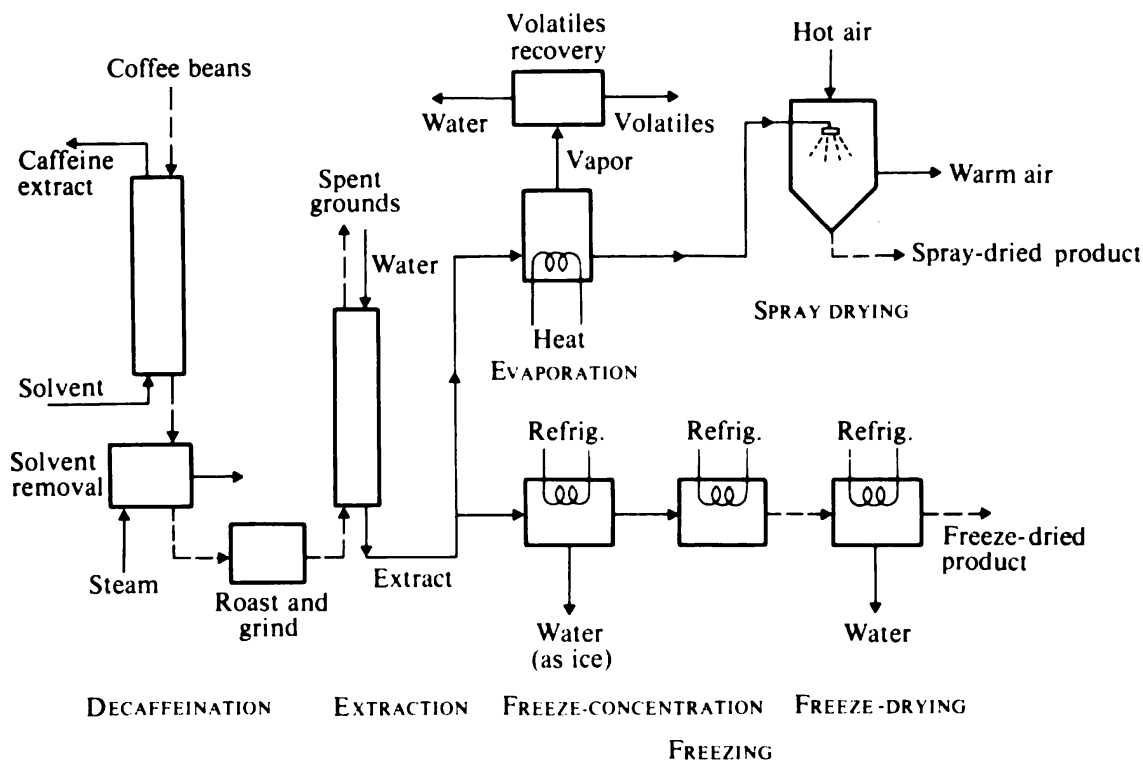 Coffee beans
Caffeine
extract
Solvent
Solvent
removal
Steam
Roast and
grind
Spent
grounds
Water
Extract
Volatiles
recovery
Water
Volatiles
Vapor
Heat
EVAPORATION
Hot air
Warm air
Spray-dried product
SPRAY DRYING
Refrig.
Refrig.
Refrig.
Water
(as ice)
Water
Freeze-dried
product
DECAFFEINATION
EXTRACTION
FREEZE-CONCENTRATION
FREEZE-DRYING
FREEZING